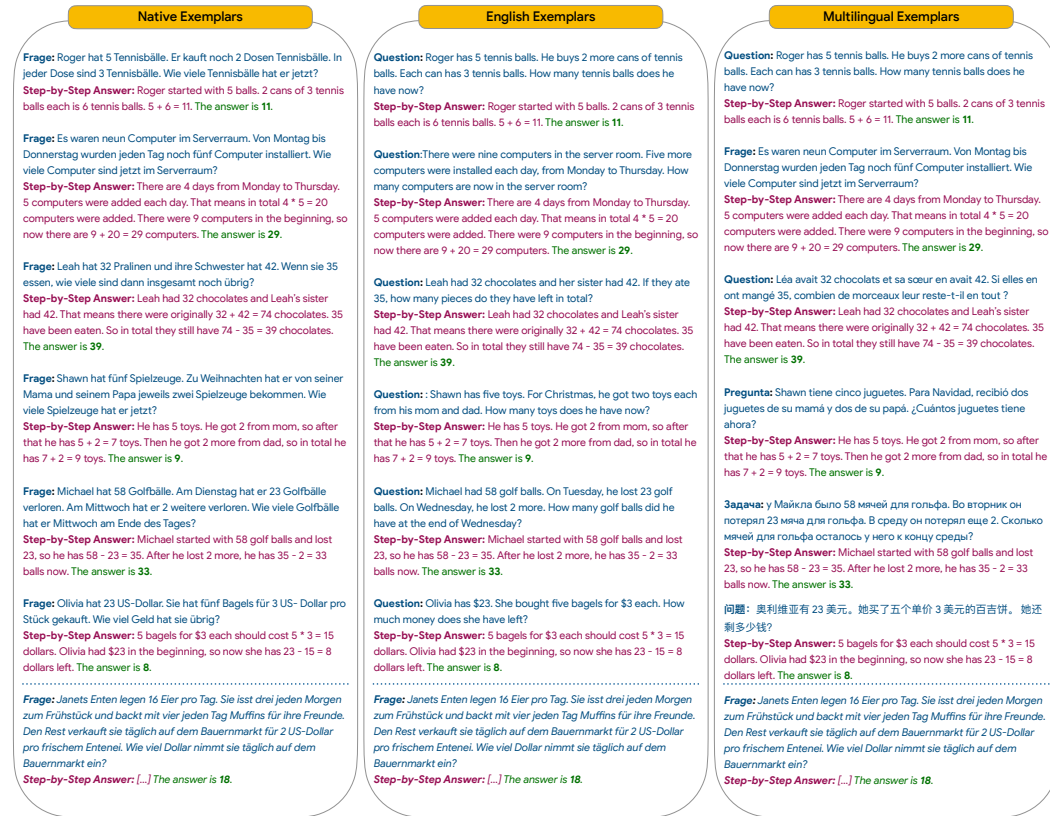 Native Exemplars
Frage: Roger hat 5 Tennisbälle. Er kauft noch 2 Dosen Tennisbälle. In
jeder Dose sind 3 Tennisbälle. Wie viele Tennisbälle hat er jetzt?
Step-by-Step Answer: Roger started with 5 balls. 2 cans of 3 tennis
balls each is 6 tennis balls. 5 + 6 = 11. The answer is 11.
Frage: Es waren neun Computer im Serverraum. Von Montag bis
Donnerstag wurden jeden Tag noch fünf Computer installiert. Wie
viele Computer sind jetzt im Serverraum?
Step-by-Step Answer: There are 4 days from Monday to Thursday.
5 computers were added each day. That means in total 4 * 5 = 20
computers were added. There were 9 computers in the beginning, so
now there are 9 + 20 = 29 computers. The answer is 29.
Frage: Leah hat 32 Pralinen und ihre Schwester hat 42. Wenn sie 35
essen, wie viele sind dann insgesamt noch übrig?
Step-by-Step Answer: Leah had 32 chocolates and Leah's sister
had 42. That means there were originally 32 + 42 = 74 chocolates. 35
have been eaten. So in total they still have 74 - 35 = 39 chocolates.
The answer is 39.
Frage: Shawn hat fünf Spielzeuge. Zu Weihnachten hat er von seiner
Mama und seinem Papa jeweils zwei Spielzeuge bekommen. Wie
viele Spielzeuge hat er jetzt?
Step-by-Step Answer: He has 5 toys. He got 2 from mom, so after
that he has 5 + 2 = 7 toys. Then he got 2 more from dad, so in total he
has 7 + 2 = 9 toys. The answer is 9.
Frage: Michael hat 58 Golfbälle. Am Dienstag hat er 23 Golfbälle
verloren. Am Mittwoch hat er 2 weitere verloren. Wie viele Golfbälle
hat er Mittwoch am Ende des Tages?
Step-by-Step Answer: Michael started with 58 golf balls and lost
23, so he has 58 - 23 = 35. After he lost 2 more, he has 35 - 2 = 33
balls now. The answer is 33.
Frage: Olivia hat 23 US-Dollar. Sie hat fünf Bagels für 3 US- Dollar pro
Stück gekauft. Wie viel Geld hat sie übrig?
Step-by-Step Answer: 5 bagels for $3 each should cost 5 * 3 = 15
dollars. Olivia had $23 in the beginning, so now she has 23 - 15 = 8
dollars left. The answer is 8.
Frage: Janets Enten legen 16 Eier pro Tag. Sie isst drei jeden Morgen
zum Frühstück und backt mit vier jeden Tag Muffins für ihre Freunde.
Den Rest verkauft sie täglich auf dem Bauernmarkt für 2 US-Dollar
pro frischem Entenei. Wie viel Dollar nimmt sie täglich auf dem
Bauernmarkt ein?
Step-by-Step Answer: [...] The answer is 18.
English Exemplars
Question: Roger has 5 tennis balls. He buys 2 more cans of tennis
balls. Each can has 3 tennis balls. How many tennis balls does he
have now?
Step-by-Step Answer: Roger started with 5 balls. 2 cans of 3 tennis
balls each is 6 tennis balls. 5 + 6 = 11. The answer is 11.
Question:There were nine computers in the server room. Five more
computers were installed each day, from Monday to Thursday. How
many computers are now in the server room?
Step-by-Step Answer: There are 4 days from Monday to Thursday.
5 computers were added each day. That means in total 4 * 5 = 20
computers were added. There were 9 computers in the beginning, so
now there are 9 + 20 = 29 computers. The answer is 29.
Question: Leah had 32 chocolates and her sister had 42. If they ate
35, how many pieces do they have left in total?
Step-by-Step Answer: Leah had 32 chocolates and Leah's sister
had 42. That means there were originally 32 + 42 = 74 chocolates. 35
have been eaten. So in total they still have 74 - 35 = 39 chocolates.
The answer is 39.
Question: : Shawn has five toys. For Christmas, he got two toys each
from his mom and dad. How many toys does he have now?
Step-by-Step Answer: He has 5 toys. He got 2 from mom, so after
that he has 5 + 2 = 7 toys. Then he got 2 more from dad, so in total he
has 7 + 2 = 9 toys. The answer is 9.
Question: Michael had 58 golf balls. On Tuesday, he lost 23 golf
balls. On Wednesday, he lost 2 more. How many golf balls did he
have at the end of Wednesday?
Step-by-Step Answer: Michael started with 58 golf balls and lost
23, so he has 58 - 23 = 35. After he lost 2 more, he has 35 - 2 = 33
balls now. The answer is 33.
Question: Olivia has $23. She bought five bagels for $3 each. How
much money does she have left?
Step-by-Step Answer: 5 bagels for $3 each should cost 5 * 3 = 15
dollars. Olivia had $23 in the beginning, so now she has 23 - 15 = 8
dollars left. The answer is 8.
Frage: Janets Enten legen 16 Eier pro Tag. Sie isst drei jeden Morgen
zum Frühstück und backt mit vier jeden Tag Muffins für ihre Freunde.
Den Rest verkauft sie täglich auf dem Bauernmarkt für 2 US-Dollar
pro frischem Entenei. Wie viel Dollar nimmt sie täglich auf dem
Bauernmarkt ein?
Step-by-Step Answer: [...] The answer is 18.
Multilingual Exemplars
Question: Roger has 5 tennis balls. He buys 2 more cans of tennis
balls. Each can has 3 tennis balls. How many tennis balls does he
have now?
Step-by-Step Answer: Roger started with 5 balls. 2 cans of 3 tennis
balls each is 6 tennis balls. 5 + 6 = 11. The answer is 11.
Frage: Es waren neun Computer im Serverraum. Von Montag bis
Donnerstag wurden jeden Tag noch fünf Computer installiert. Wie
viele Computer sind jetzt im Serverraum?
Step-by-Step Answer: There are 4 days from Monday to Thursday.
5 computers were added each day. That means in total 4 * 5 = 20
computers were added. There were 9 computers in the beginning, so
now there are 9 + 20 = 29 computers. The answer is 29.
Question: Léa avait 32 chocolats et sa sœur en avait 42. Si elles en
ont mangé 35, combien de morceaux leur reste-t-il en tout ?
Step-by-Step Answer: Leah had 32 chocolates and Leah's sister
had 42. That means there were originally 32 + 42 = 74 chocolates. 35
have been eaten. So in total they still have 74 - 35 = 39 chocolates.
The answer is 39.
Pregunta: Shawn tiene cinco juguetes. Para Navidad, recibió dos
juguetes de su mamá y dos de su papá. ¿Cuántos juguetes tiene
ahora?
Step-by-Step Answer: He has 5 toys. He got 2 from mom, so after
that he has 5 + 2 = 7 toys. Then he got 2 more from dad, so in total he
has 7 + 2 = 9 toys. The answer is 9.
Задача: у Майкла было 58 мячей для гольфа. Во вторник он
потерял 23 мяча для гольфа. В среду он потерял еще 2. Сколько
мячей для гольфа осталось у него к концу среды?
Step-by-Step Answer: Michael started with 58 golf balls and lost
23, so he has 58 - 23 = 35. After he lost 2 more, he has 35 - 2 = 33
balls now. The answer is 33.
问题：奥利维亚有 23 美元。她买了五个单价 3 美元的百吉饼。 她还
剩多少钱?
Step-by-Step Answer: 5 bagels for $3 each should cost 5 * 3 = 15
dollars. Olivia had $23 in the beginning, so now she has 23 - 15 = 8
dollars left. The answer is 8.
Frage: Janets Enten legen 16 Eier pro Tag. Sie isst drei jeden Morgen
zum Frühstück und backt mit vier jeden Tag Muffins für ihre Freunde.
Den Rest verkauft sie täglich auf dem Bauernmarkt für 2 US-Dollar
pro frischem Entenei. Wie viel Dollar nimmt sie täglich auf dem
Bauernmarkt ein?
Step-by-Step Answer: [...] The answer is 18.